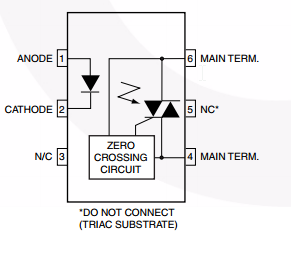 ANODE 1
6 MAIN TERM.
CATHODE 2
5 NC*
N/C 3
ZERO
CROSSING
CIRCUIT
4 MAIN TERM.
*DO NOT CONNECT
(TRIAC SUBSTRATE)